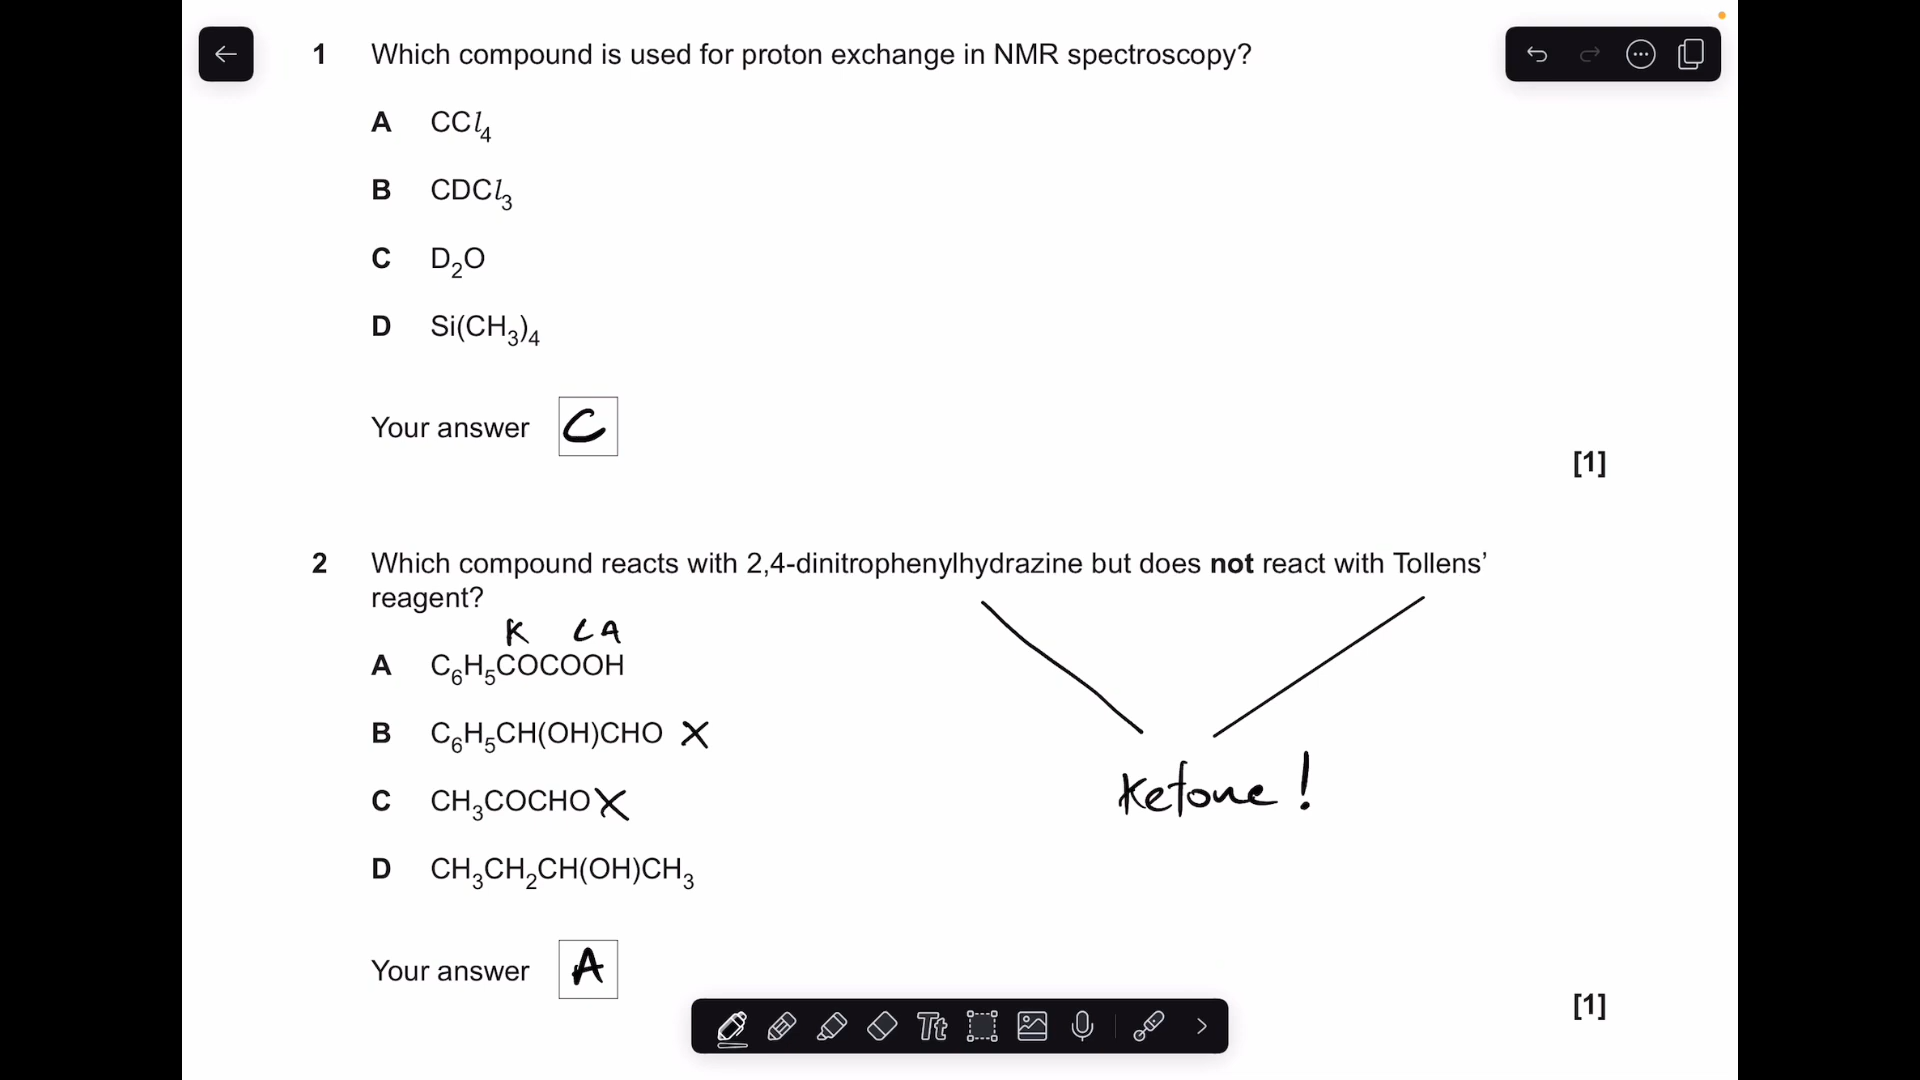 1 Which compound is used for proton exchange in NMR spectroscopy?
A CCl4
B CDCl3
C D2O
D Si(CH3)4
Your answer C
[1]
2 Which compound reacts with 2,4-dinitrophenylhydrazine but does not react with Tollens’
reagent?
K CA
A C6H5COCOOH
B C6H5CH(OH)CHO X
C CH3COCHO X
Ketone!
D CH3CH2CH(OH)CH3
Your answer A
[1]
Tt